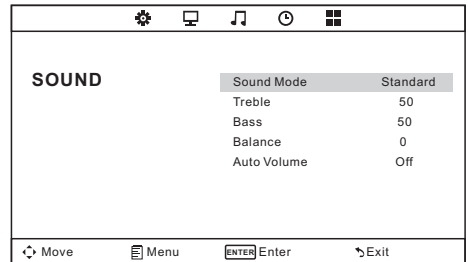 SOUND
Sound Mode Standard
Treble 50
Bass 50
Balance 0
Auto Volume Off
Move Menu ENTER Enter Exit